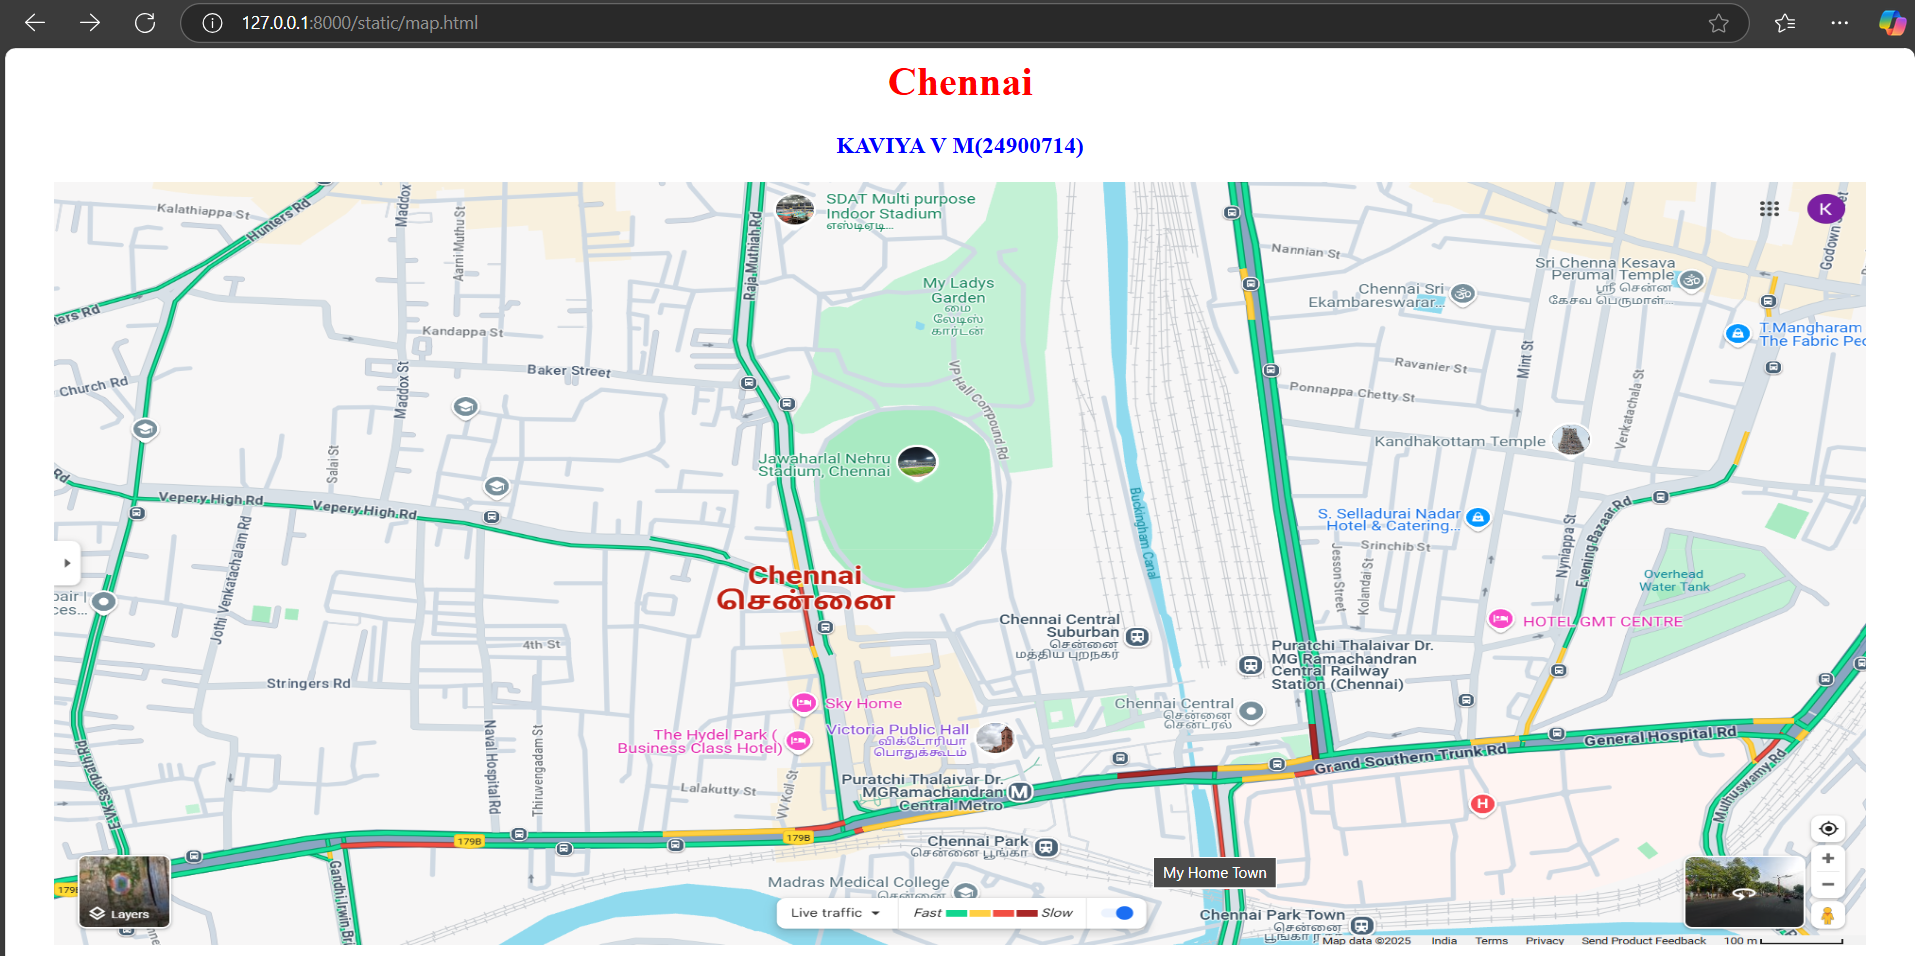 127.0.0.1:8000/static/map.html
Chennai
KAVIYA V M(24900714)
Kalathiappa St
Hunters Rd
Maddox
Aarni Muthu St
Raja Muthiah Rd
SDAT Multi purpose
Indoor Stadium
எஸ்டிஏடி...
K
Godown
Nannian St
Sri Chenna Kesava
Perumal Temple
ஸ்ரீ சென்ன
கேசவ பெருமாள்...
Chennai Sri
Ekambareswarar...
My Ladys
Garden
மை
லேடிஸ்
கார்டன்
ters Rd
Kandappa St
T.Mangharam
The Fabric Pec
Mint St
Baker Street
Church Rd
Maddox St
VP Hall Compound Rd
Ravanier St
Ponnappa Chetty St
Venkatachala St
Kandhakottam Temple
Salai St
Jawaharlal Nehru
Stadium, Chennai
Rd
Vepery High Rd
Vepery High Rd
Buckingham Canal
S. Selladurai Nadar
Hotel & Catering...
Srinchib St
Jesson Street
Kolandai St
Nyniappa St
Evening Bazaar Rd
Overhead
Water Tank
Jothi Venkatachalam Rd
Chennai
சென்னை
pair |
ces...
4th St
Chennai Central
Suburban
சென்னை
மத்திய புறநகர்
HOTEL GMT CENTRE
Puratchi Thalaivar Dr.
MG Ramachandran
Central Railway
Station (Chennai)
Stringers Rd
Sky Home
Chennai Central
சென்னை
சென்ட்ரல்
The Hydel Park (
Business Class Hotel)
Victoria Public Hall
விக்டோரியா
பொதுக்கூடம்
Naval Hospital Rd
Thiruvengadam St
EVK Sampath Rd
General Hospital Rd
Grand Southern Trunk Rd
Muthuswamy Rd
Lalakutty St
VV Koil St
Puratchi Thalaivar Dr.
MGRamachandran
Central Metro
M
H
179B
179B
Chennai Park
சென்னை பூங்கா
Gandhi Irwin Bri
My Home Town
Madras Medical College
சென்னை
179B
Layers
Live traffic
Fast
Slow
Chennai Park Town
சென்னை
பூங்கா
Map data ©2025 India Terms Privacy Send Product Feedback 100 m